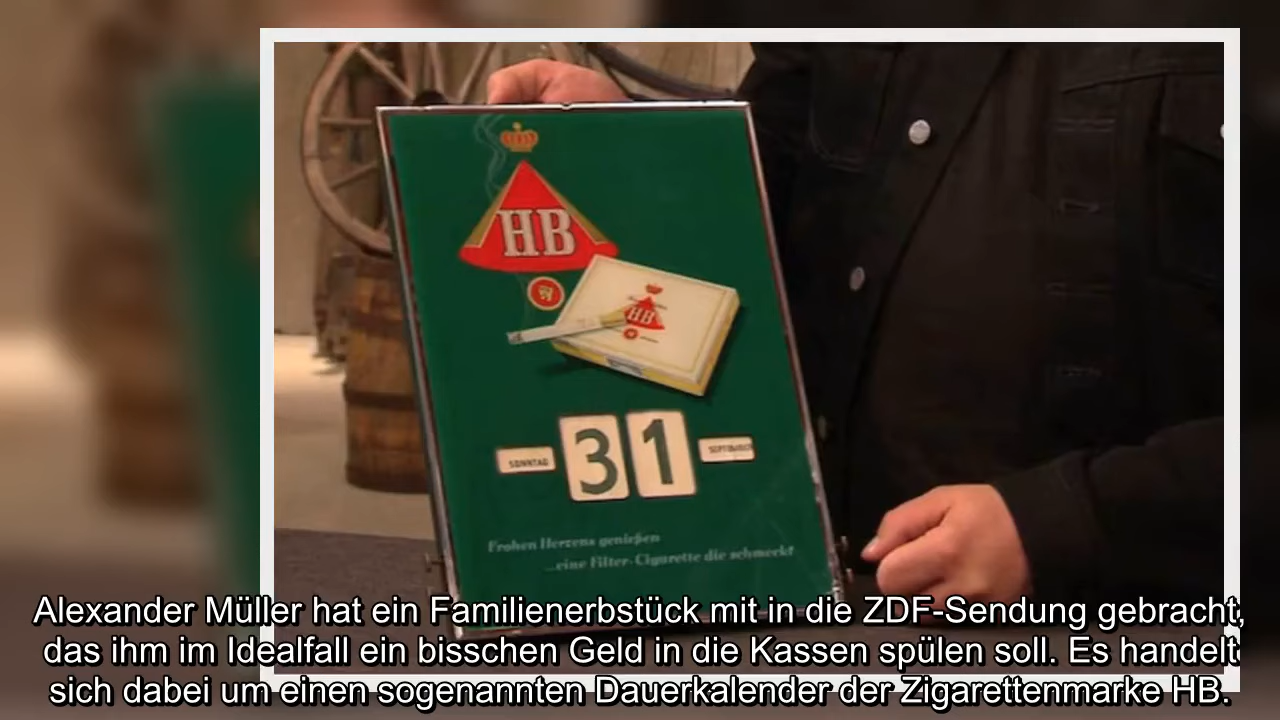 HB
HB
SONNTAG
31
SEPTEMBER
Frohen Herzens genießen
...eine Filter-Cigarette die schmeckt
Alexander Müller hat ein Familienerbstück mit in die ZDF-Sendung gebracht,
das ihm im Idealfall ein bisschen Geld in die Kassen spülen soll. Es handelt
sich dabei um einen sogenannten Dauerkalender der Zigarettenmarke HB.